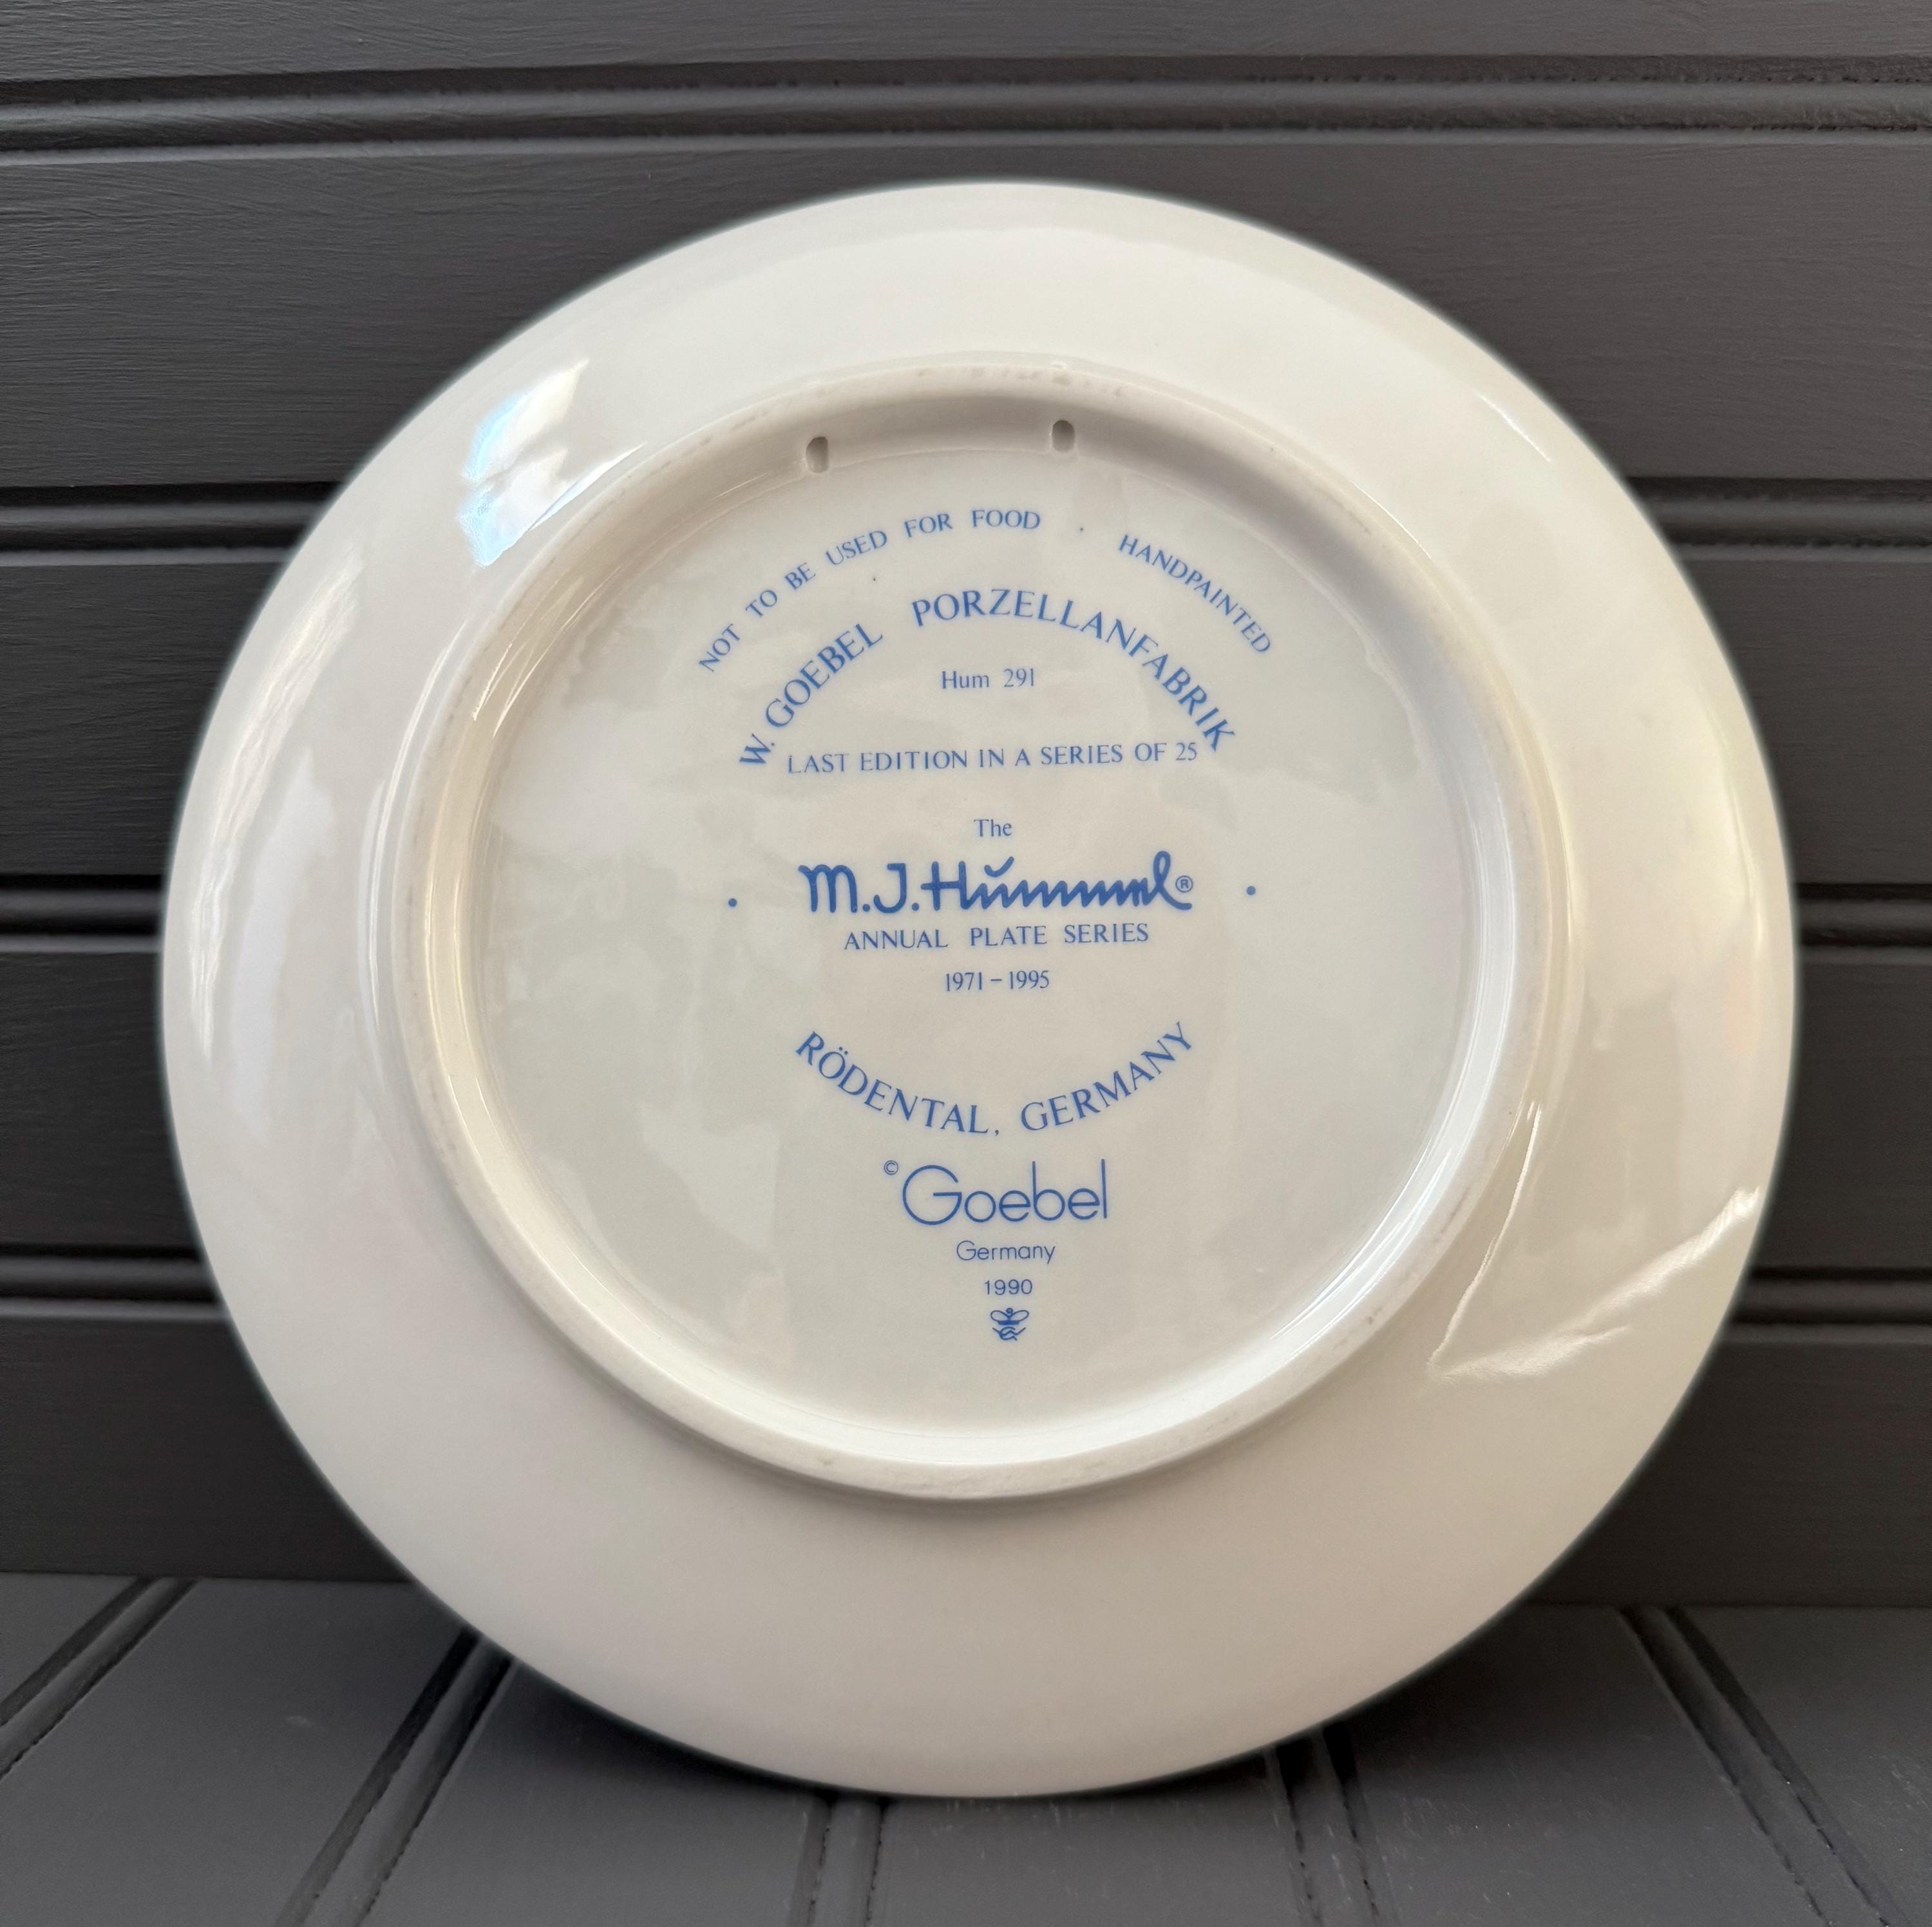 NOT TO BE USED FOR FOOD · HANDPAINTED
W. GOEBEL PORZELLANFABRIK
Hum 291
LAST EDITION IN A SERIES OF 25
The
· M.J.Hummel® ·
ANNUAL PLATE SERIES
1971 – 1995
RÖDENTAL, GERMANY
© Goebel
Germany
1990